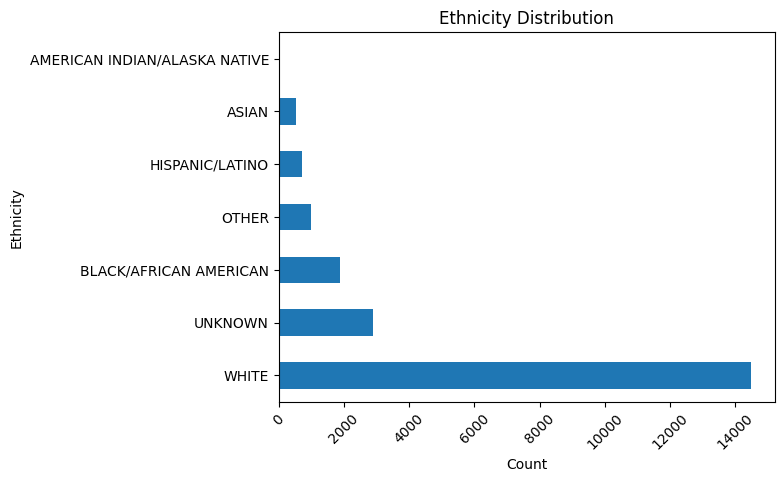 Ethnicity Distribution
AMERICAN INDIAN/ALASKA NATIVE
ASIAN
HISPANIC/LATINO
OTHER
BLACK/AFRICAN AMERICAN
UNKNOWN
WHITE
Ethnicity
0 2000 4000 6000 8000 10000 12000 14000
Count